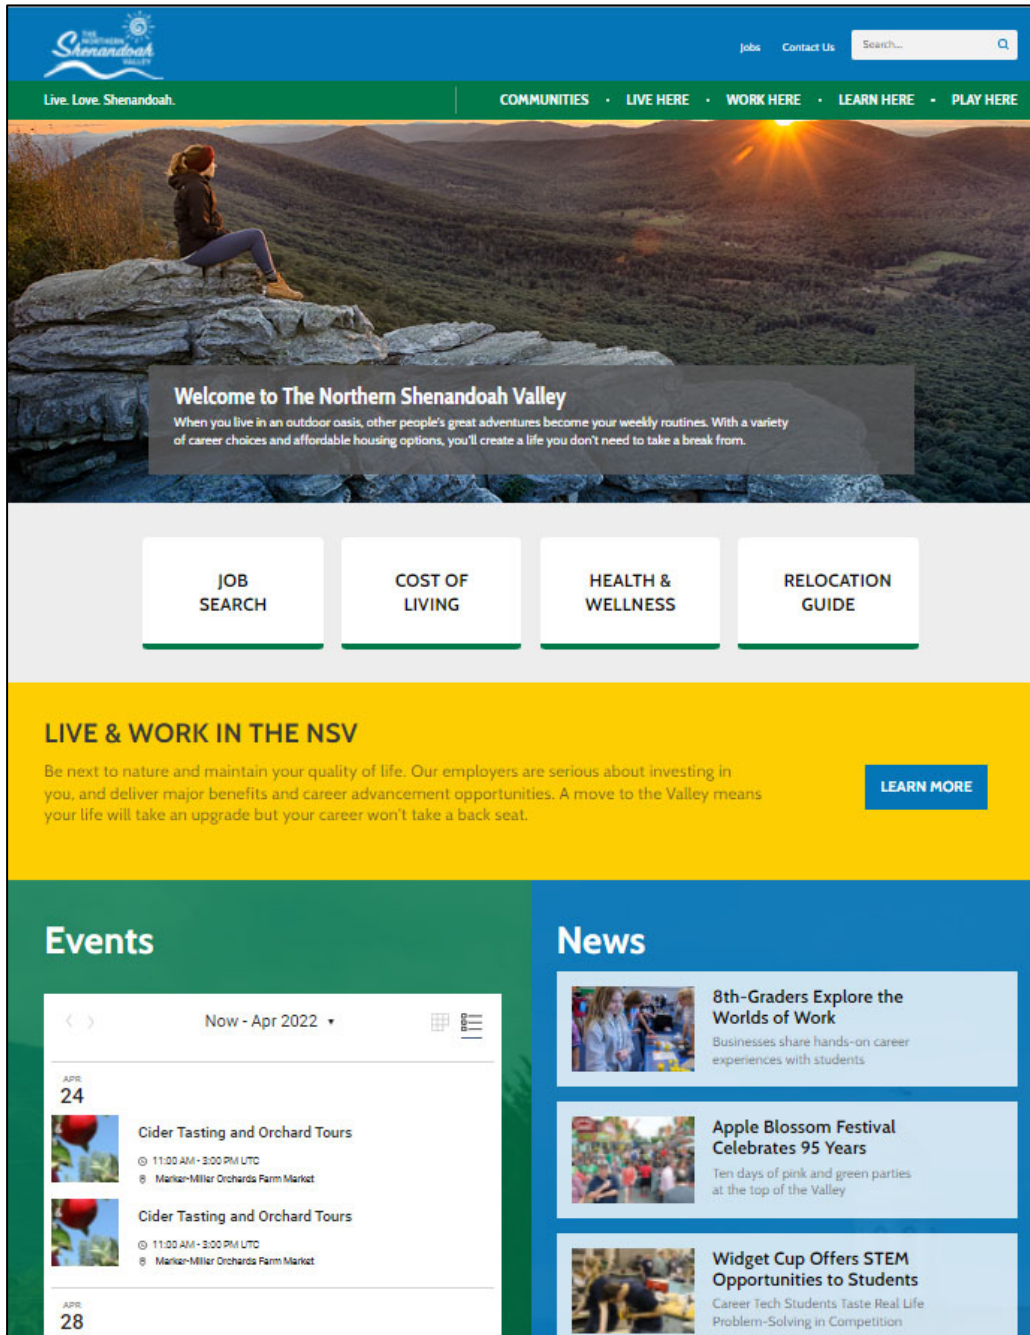 THE
NORTHERN
Shenandoah
VALLEY
Jobs Contact Us Search...
Live. Love. Shenandoah.
COMMUNITIES · LIVE HERE · WORK HERE · LEARN HERE - PLAY HERE
Welcome to The Northern Shenandoah Valley
When you live in an outdoor oasis, other people's great adventures become your weekly routines. With a variety
of career choices and affordable housing options, you'll create a life you don't need to take a break from.
JOB
SEARCH
COST OF
LIVING
HEALTH &
WELLNESS
RELOCATION
GUIDE
LIVE & WORK IN THE NSV
Be next to nature and maintain your quality of life. Our employers are serious about investing in
you, and deliver major benefits and career advancement opportunities. A move to the Valley means
your life will take an upgrade but your career won't take a back seat.
LEARN MORE
Events
Now - Apr 2022
APR
24
Cider Tasting and Orchard Tours
11:00 AM - 3:00 PM UTC
Marker-Miller Orchards Farm Market
Cider Tasting and Orchard Tours
11:00 AM - 3:00 PM UTC
Marker-Miller Orchards Farm Market
APR
28
News
8th-Graders Explore the
Worlds of Work
Businesses share hands-on career
experiences with students
Apple Blossom Festival
Celebrates 95 Years
Ten days of pink and green parties
at the top of the Valley
Widget Cup Offers STEM
Opportunities to Students
Career Tech Students Taste Real Life
Problem-Solving in Competition